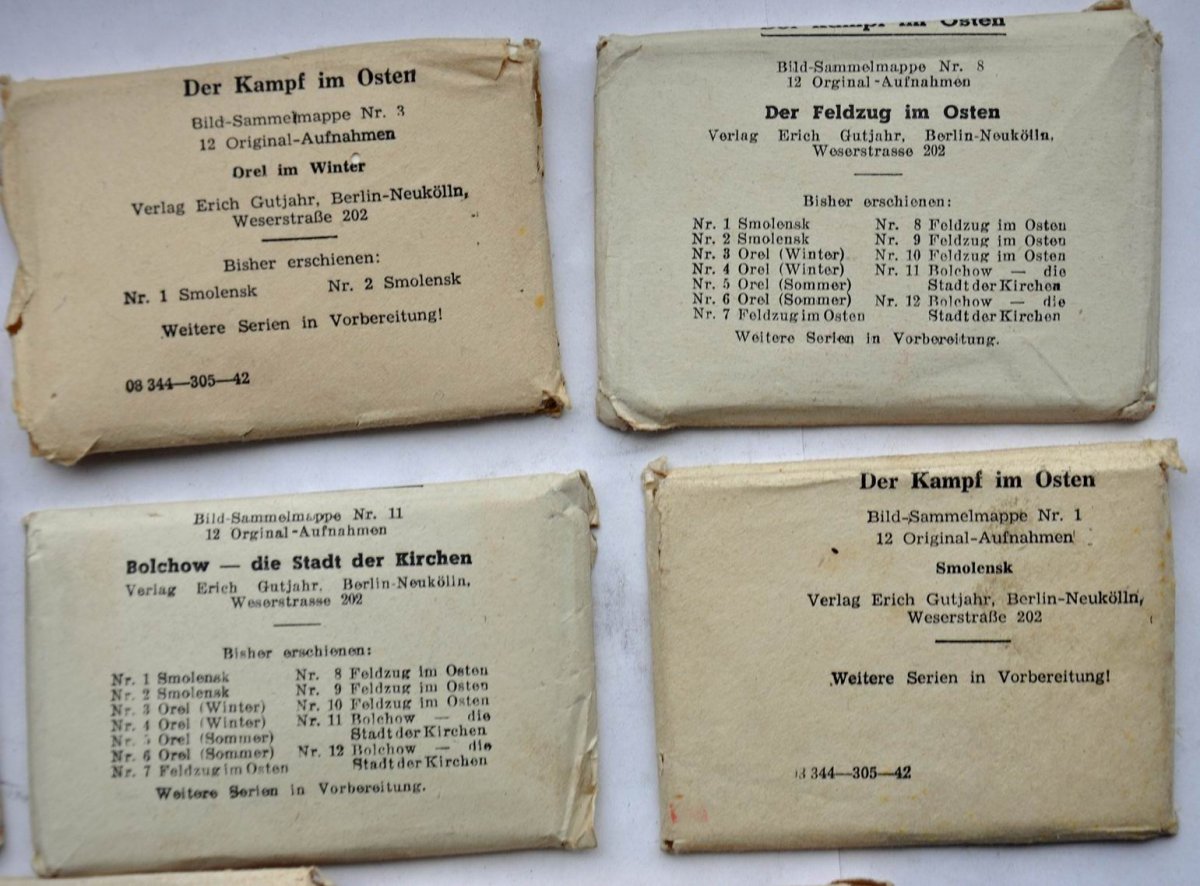 Der Kampf im Osten
Bild-Sammelmappe Nr. 3
12 Original-Aufnahmen
Orel im Winter
Verlag Erich Gutjahr, Berlin-Neukölln,
Weserstraße 202
Bisher erschienen:
Nr. 1 Smolensk Nr. 2 Smolensk
Weitere Serien in Vorbereitung!
08 344—305—42
Der Kampf im Osten
Bild-Sammelmappe Nr. 8
12 Orginal-Aufnahmen
Der Feldzug im Osten
Verlag Erich Gutjahr, Berlin-Neukölln,
Weserstrasse 202
Bisher erschienen:
Nr. 1 Smolensk Nr. 8 Feldzug im Osten
Nr. 2 Smolensk Nr. 9 Feldzug im Osten
Nr. 3 Orel (Winter) Nr. 10 Feldzug im Osten
Nr. 4 Orel (Winter) Nr. 11 Bolchow — die
Nr. 5 Orel (Sommer) Stadt der Kirchen
Nr. 6 Orel (Sommer) Nr. 12 Bolchow — die
Nr. 7 Feldzug im Osten Stadt der Kirchen
Weitere Serien in Vorbereitung.
Bild-Sammelmappe Nr. 11
12 Orginal-Aufnahmen
Bolchow — die Stadt der Kirchen
Verlag Erich Gutjahr, Berlin-Neukölln,
Weserstrasse 202
Bisher erschienen:
Nr. 1 Smolensk Nr. 8 Feldzug im Osten
Nr. 2 Smolensk Nr. 9 Feldzug im Osten
Nr. 3 Orel (Winter) Nr. 10 Feldzug im Osten
Nr. 4 Orel (Winter) Nr. 11 Bolchow — die
Nr. 5 Orel (Sommer) Stadt der Kirchen
Nr. 6 Orel (Sommer) Nr. 12 Bolchow — die
Nr. 7 Feldzug im Osten Stadt der Kirchen
Weitere Serien in Vorbereitung.
Der Kampf im Osten
Bild-Sammelmappe Nr. 1
12 Original-Aufnahmen
Smolensk
Verlag Erich Gutjahr, Berlin-Neukölln,
Weserstraße 202
Weitere Serien in Vorbereitung!
344—305—42